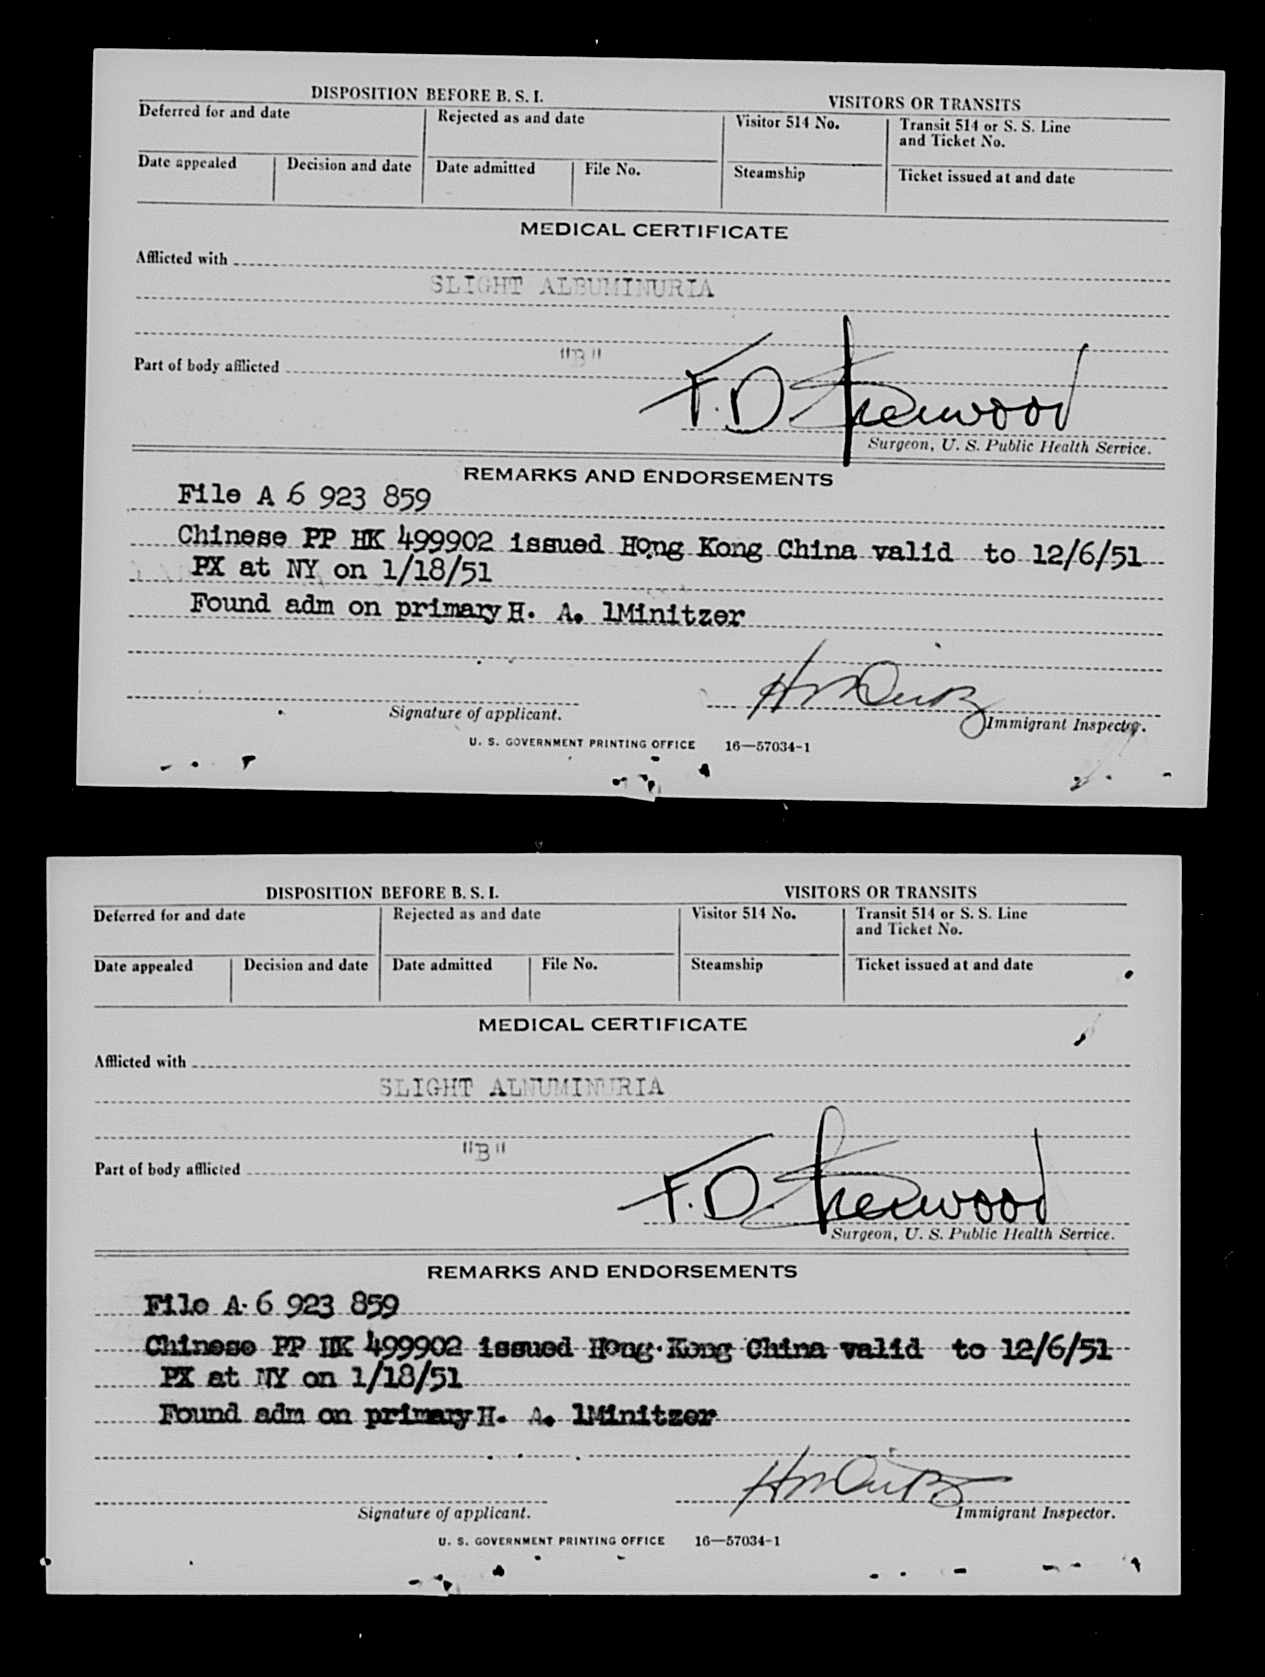 DISPOSITION BEFORE B. S. I.
VISITORS OR TRANSITS
Deferred for and date
Rejected as and date
Visitor 514 No.
Transit 514 or S. S. Line
and Ticket No.
Date appealed
Decision and date
Date admitted
File No.
Steamship
Ticket issued at and date
MEDICAL CERTIFICATE
Afflicted with
SLIGHT ALBUMINURIA
"B"
Part of body afflicted
F. D. Sherwood
Surgeon, U. S. Public Health Service.
REMARKS AND ENDORSEMENTS
File A 6 923 859
Chinese PP HK 499902 issued Hong Kong China valid to 12/6/51
PX at NY on 1/18/51
Found adm on primary H. A. lMinitzer
Signature of applicant.
Immigrant Inspector.
U. S. GOVERNMENT PRINTING OFFICE 16—57034-1
DISPOSITION BEFORE B. S. I.
VISITORS OR TRANSITS
Deferred for and date
Rejected as and date
Visitor 514 No.
Transit 514 or S. S. Line
and Ticket No.
Date appealed
Decision and date
Date admitted
File No.
Steamship
Ticket issued at and date
MEDICAL CERTIFICATE
Afflicted with
SLIGHT ALNUMINURIA
"B"
Part of body afflicted
F. D. Sherwood
Surgeon, U. S. Public Health Service.
REMARKS AND ENDORSEMENTS
File A 6 923 859
Chinese PP HK 499902 issued Hong Kong China valid to 12/6/51
PX at NY on 1/18/51
Found adm on primary H. A. lMinitzer
Signature of applicant.
Immigrant Inspector.
U. S. GOVERNMENT PRINTING OFFICE 16—57034-1